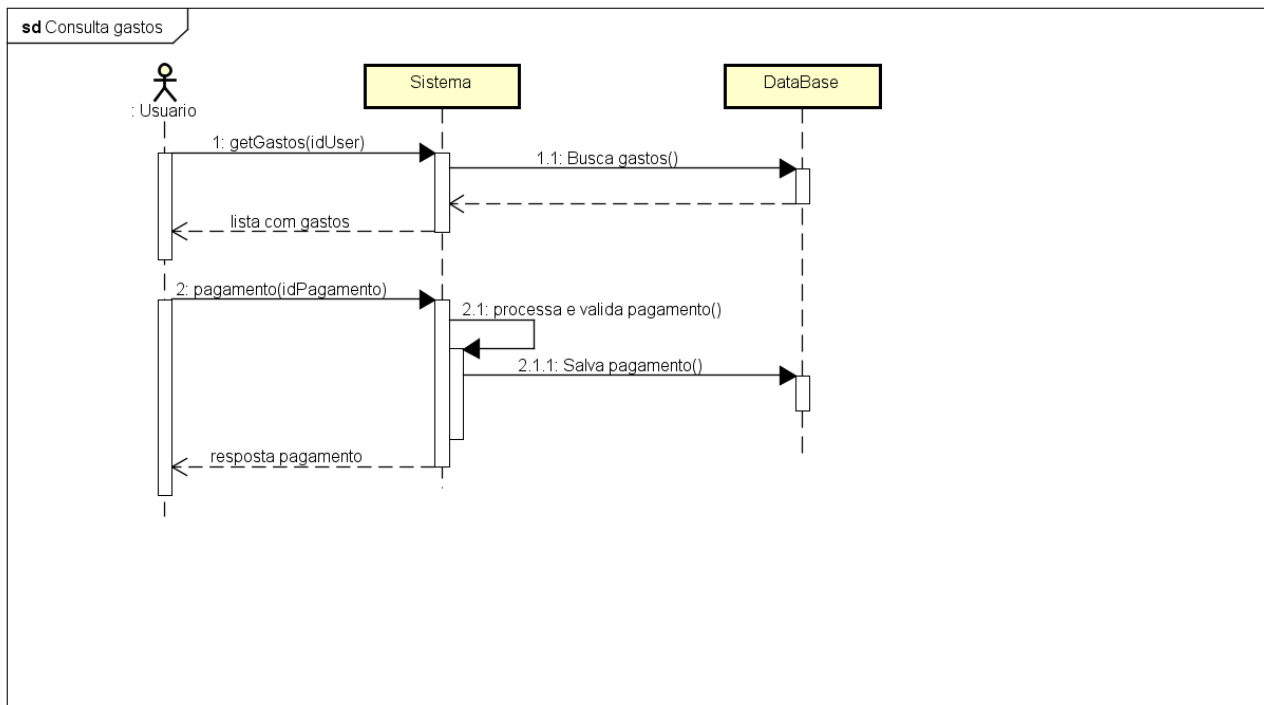 sd Consulta gastos
: Usuario
Sistema
DataBase
1: getGastos(idUser)
1.1: Busca gastos()
lista com gastos
2: pagamento(idPagamento)
2.1: processa e valida pagamento()
2.1.1: Salva pagamento()
resposta pagamento